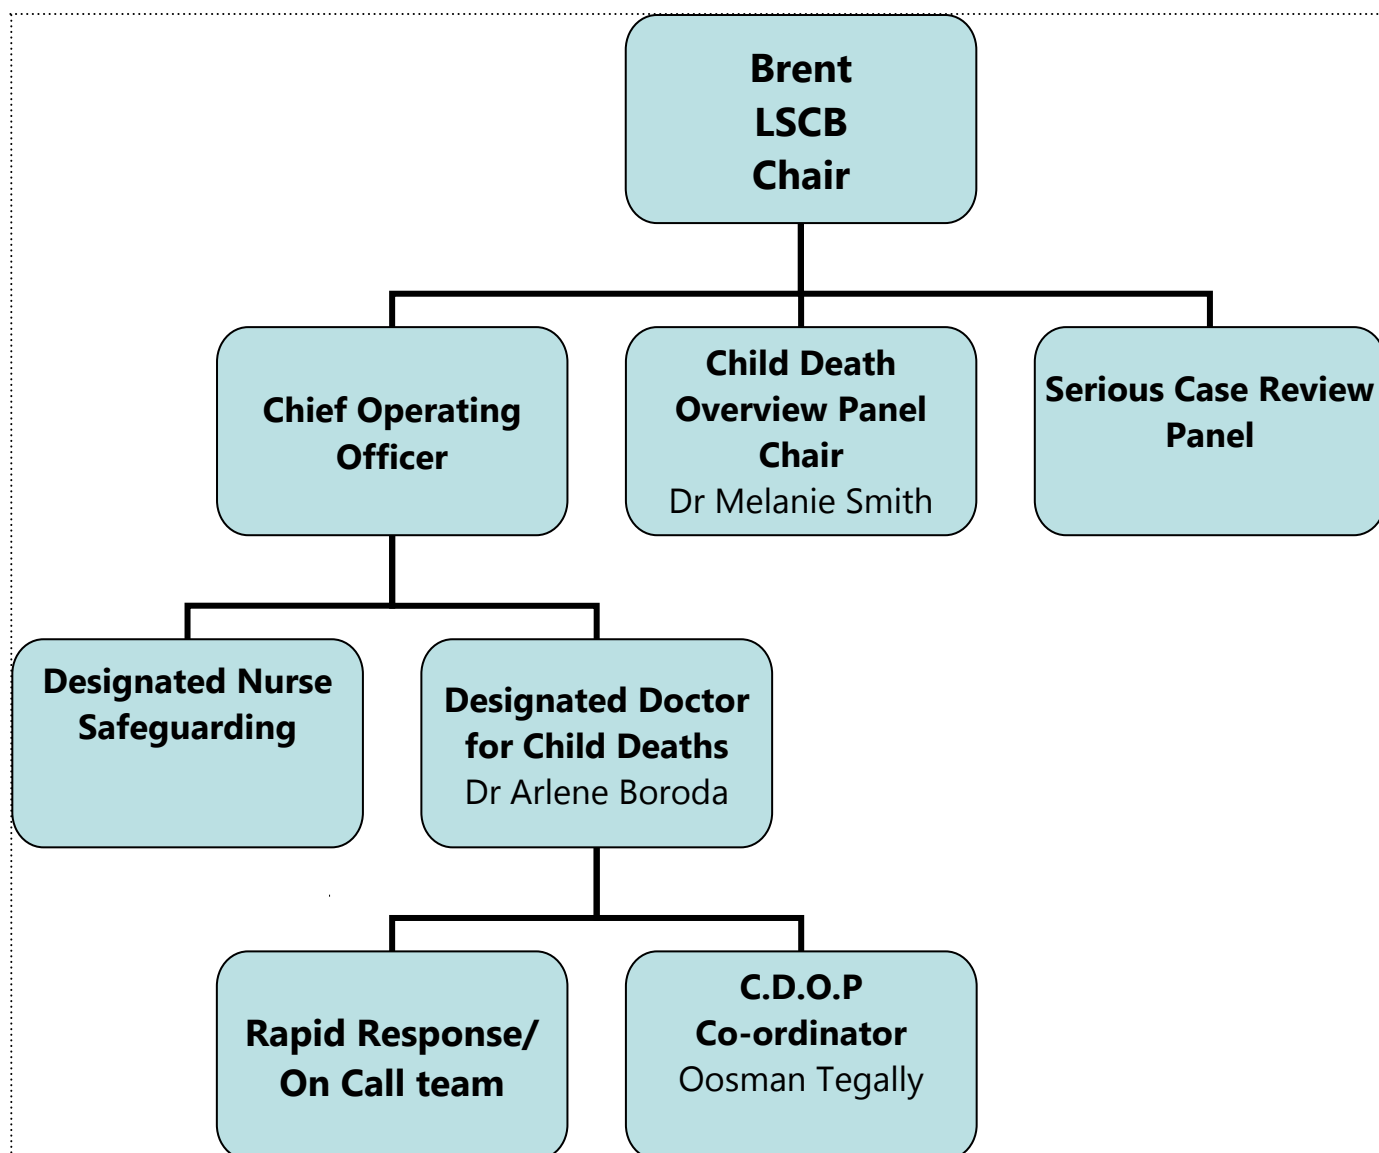 Brent
LSCB
Chair
Chief Operating
Officer
Child Death
Overview Panel
Chair
Dr Melanie Smith
Serious Case Review
Panel
Designated Nurse
Safeguarding
Designated Doctor
for Child Deaths
Dr Arlene Boroda
Rapid Response/
On Call team
C.D.O.P
Co-ordinator
Oosman Tegally